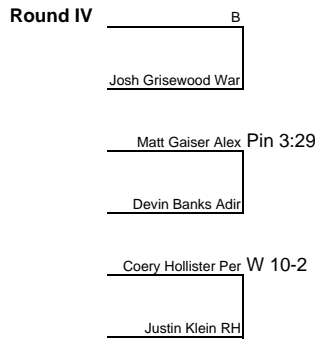 Round IV B
Josh Grisewood War
Matt Gaiser Alex Pin 3:29
Devin Banks Adir
Coery Hollister Per W 10-2
Justin Klein RH